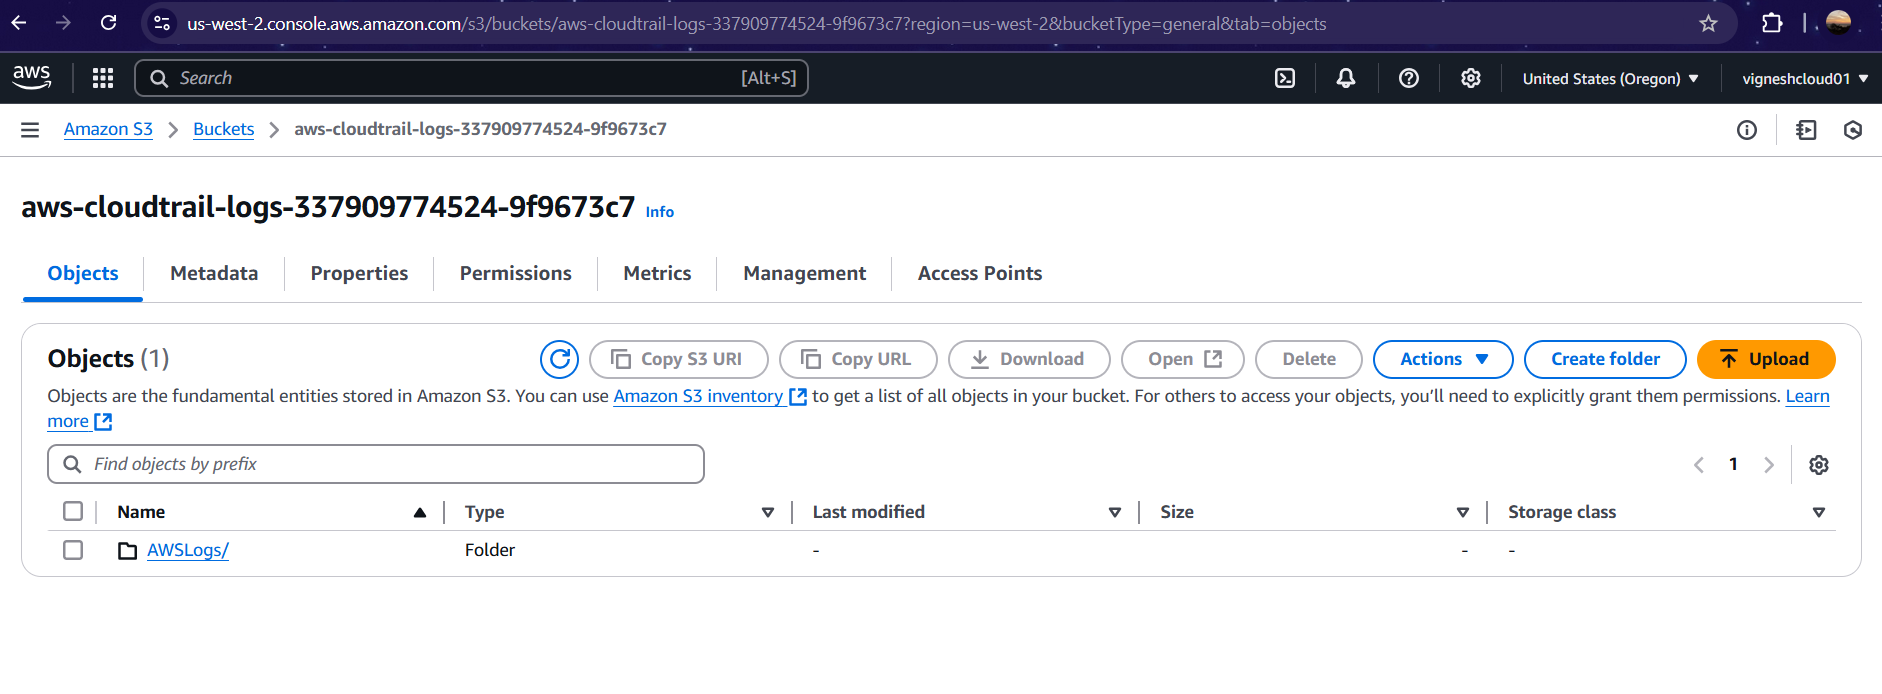 us-west-2.console.aws.amazon.com/s3/buckets/aws-cloudtrail-logs-337909774524-9f9673c7?region=us-west-2&bucketType=general&tab=objects
aws Search [Alt+S] United States (Oregon) vigneshcloud01
Amazon S3 Buckets aws-cloudtrail-logs-337909774524-9f9673c7
aws-cloudtrail-logs-337909774524-9f9673c7 Info
Objects Metadata Properties Permissions Metrics Management Access Points
Objects (1) Copy S3 URI Copy URL Download Open Delete Actions Create folder Upload
Objects are the fundamental entities stored in Amazon S3. You can use Amazon S3 inventory to get a list of all objects in your bucket. For others to access your objects, you’ll need to explicitly grant them permissions. Learn
more
Find objects by prefix 1
Name Type Last modified Size Storage class
AWSLogs/ Folder - - -